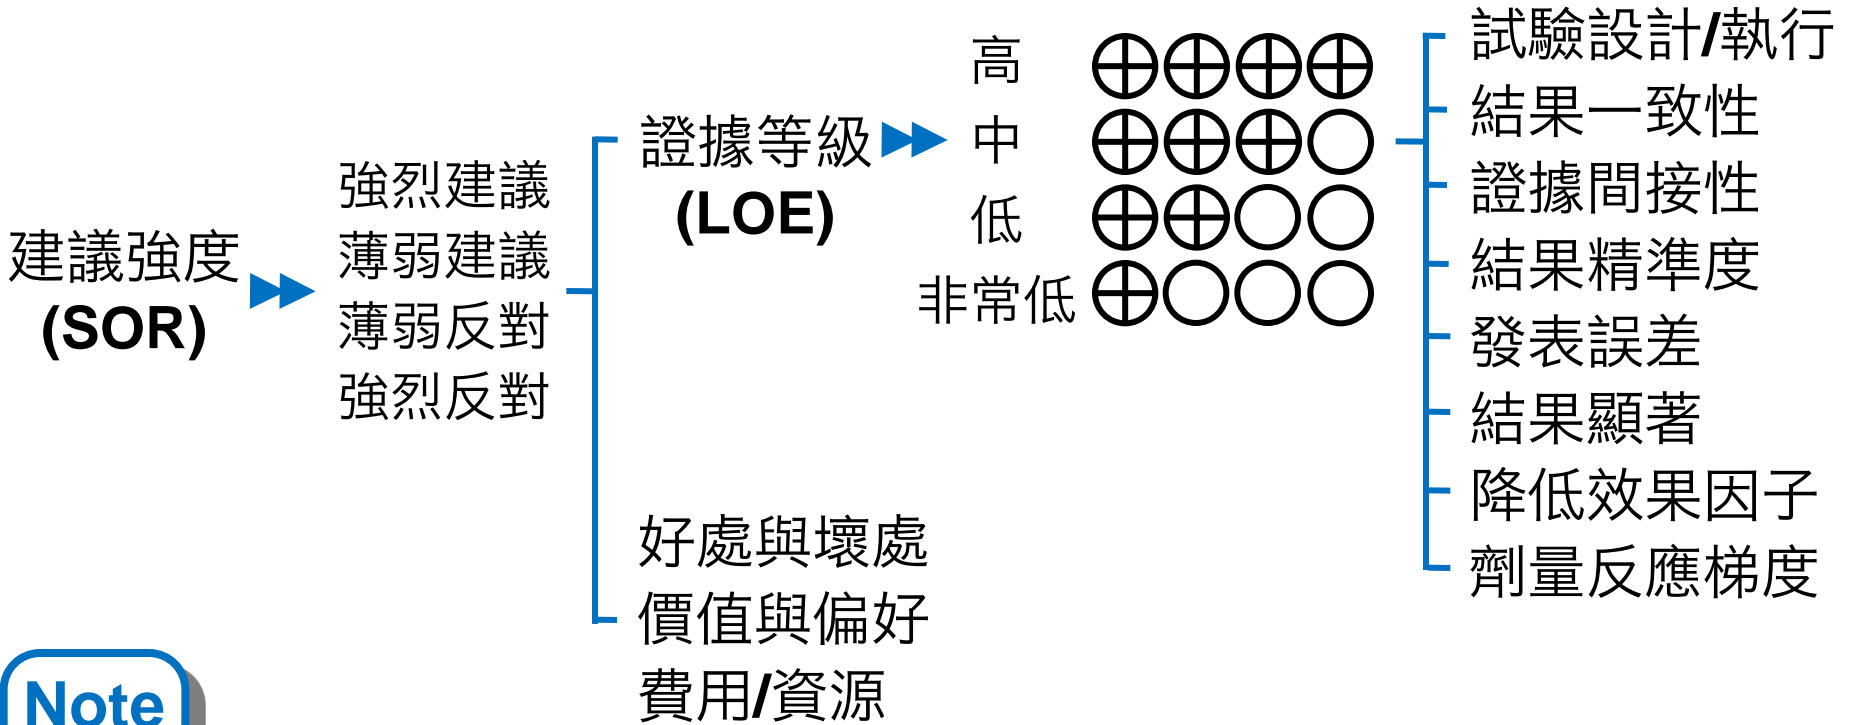 建議強度
(SOR)
強烈建議
薄弱建議
薄弱反對
強烈反對
證據等級
(LOE)
好處與壞處
價值與偏好
費用/資源
高
中
低
非常低
試驗設計/執行
結果一致性
證據間接性
結果精準度
發表誤差
結果顯著
降低效果因子
劑量反應梯度
Note